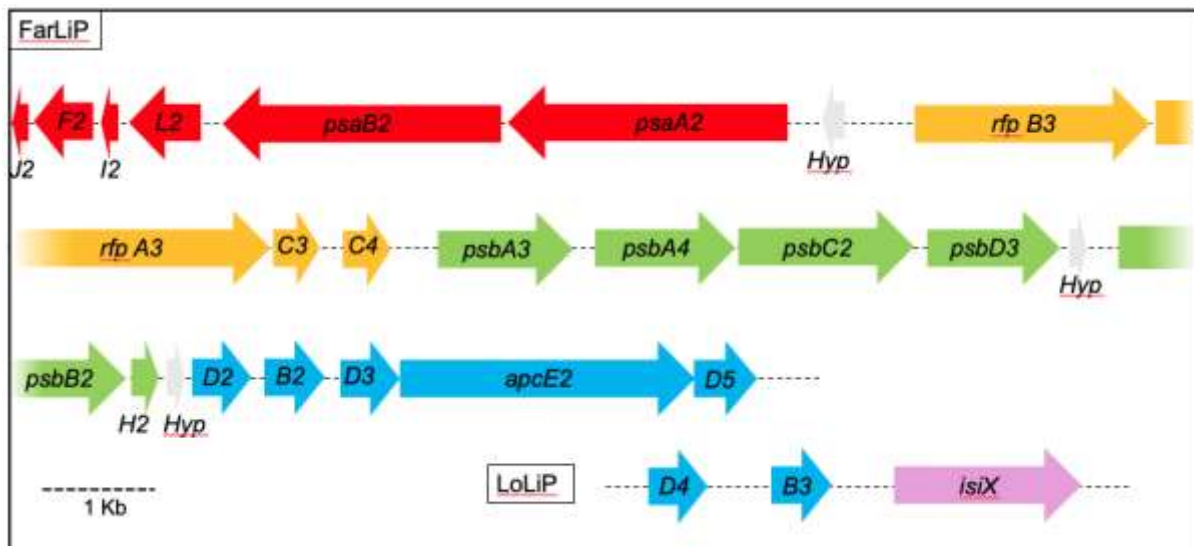 FarLiP
J2 F2 I2 L2 psaB2 psaA2 Hyp rfp B3
rfp A3 C3 C4 psbA3 psbA4 psbC2 psbD3 Hyp
psbB2 H2 Hyp D2 B2 D3 apcE2 D5
LoLiP D4 B3 isiX
1 Kb